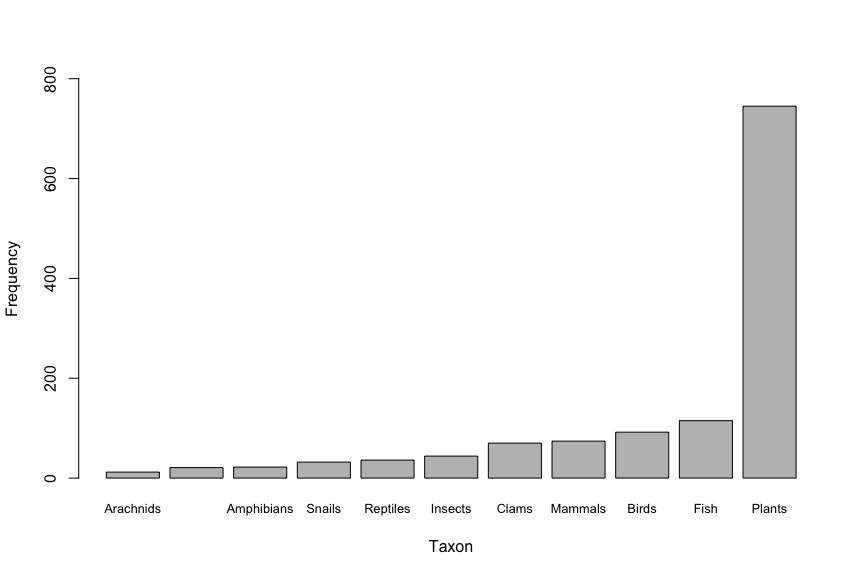 800
600
400
200
0
Frequency
Arachnids Amphibians Snails Reptiles Insects Clams Mammals Birds Fish Plants
Taxon